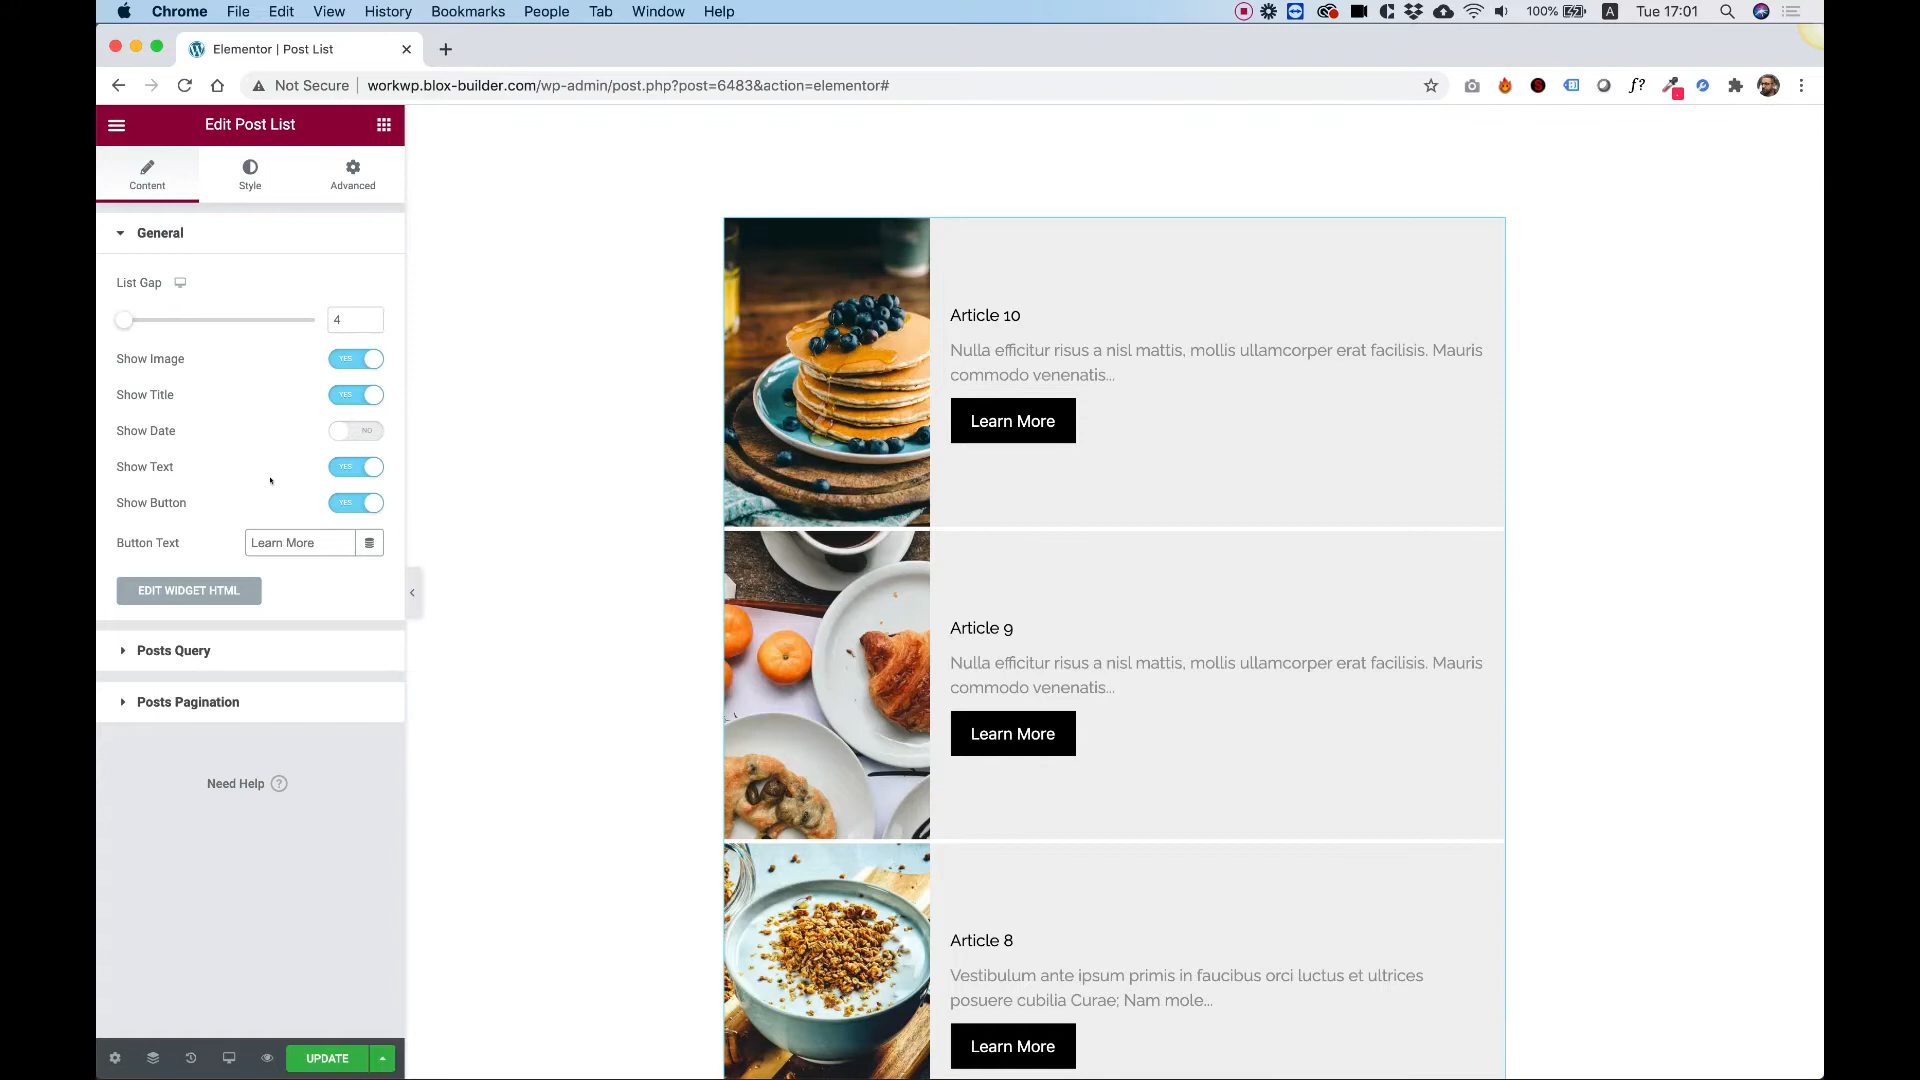 Chrome File Edit View History Bookmarks People Tab Window Help
100% A Tue 17:01
Elementor | Post List
Not Secure workwp.blox-builder.com/wp-admin/post.php?post=6483&action=elementor#
f?
Edit Post List
Content Style Advanced
General
List Gap
4
Show Image YES
Show Title YES
Show Date NO
Show Text YES
Show Button YES
Button Text Learn More
EDIT WIDGET HTML
Posts Query
Posts Pagination
Need Help ?
UPDATE
Article 10
Nulla efficitur risus a nisl mattis, mollis ullamcorper erat facilisis. Mauris
commodo venenatis...
Learn More
Article 9
Nulla efficitur risus a nisl mattis, mollis ullamcorper erat facilisis. Mauris
commodo venenatis...
Learn More
Article 8
Vestibulum ante ipsum primis in faucibus orci luctus et ultrices
posuere cubilia Curae; Nam mole...
Learn More